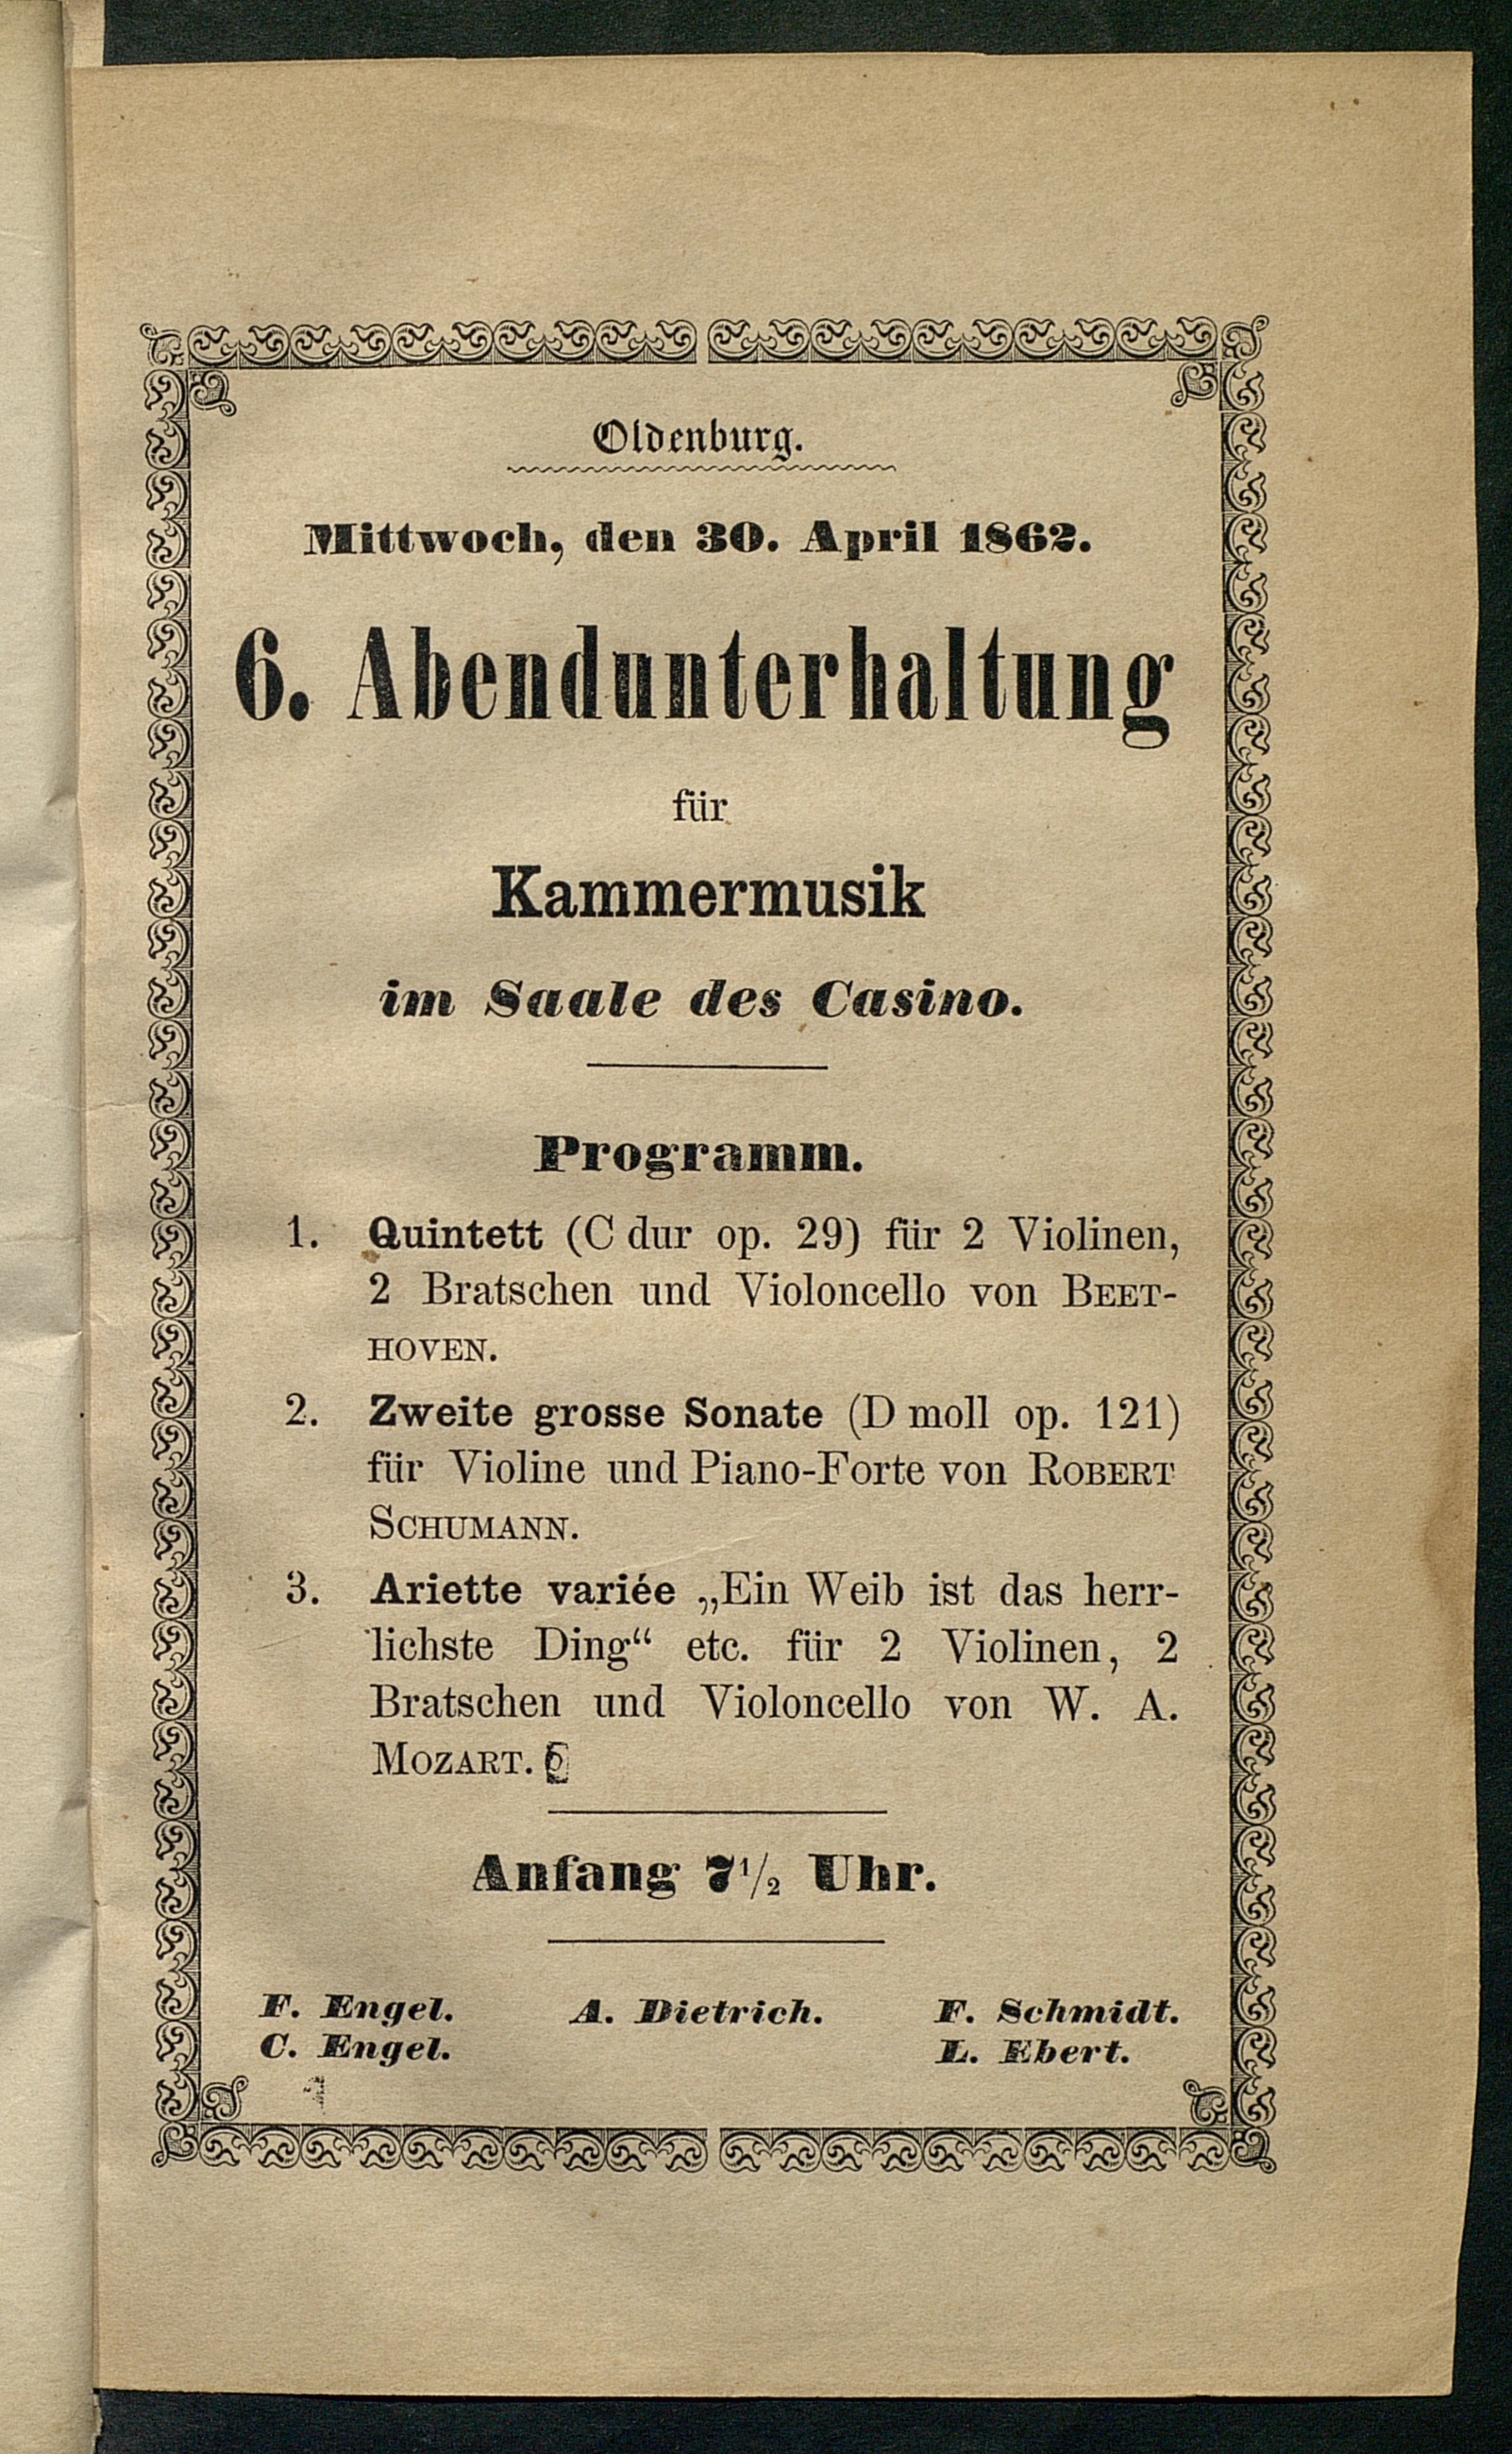 Oldenburg.
Mittwoch, den 30. April 1862.
6. Abendunterhaltung
für
Kammermusik
im Saale des Casino.
Programm.
1. Quintett (C dur op. 29) für 2 Violinen,
2 Bratschen und Violoncello von BEET-
HOVEN.
2. Zweite grosse Sonate (D moll op. 121)
für Violine und Piano-Forte von ROBERT
SCHUMANN.
3. Ariette variée „Ein Weib ist das herr-
lichste Ding“ etc. für 2 Violinen, 2
Bratschen und Violoncello von W. A.
MOZART.
Anfang 7 1/2 Uhr.
F. Engel. A. Dietrich. F. Schmidt.
C. Engel. L. Ebert.